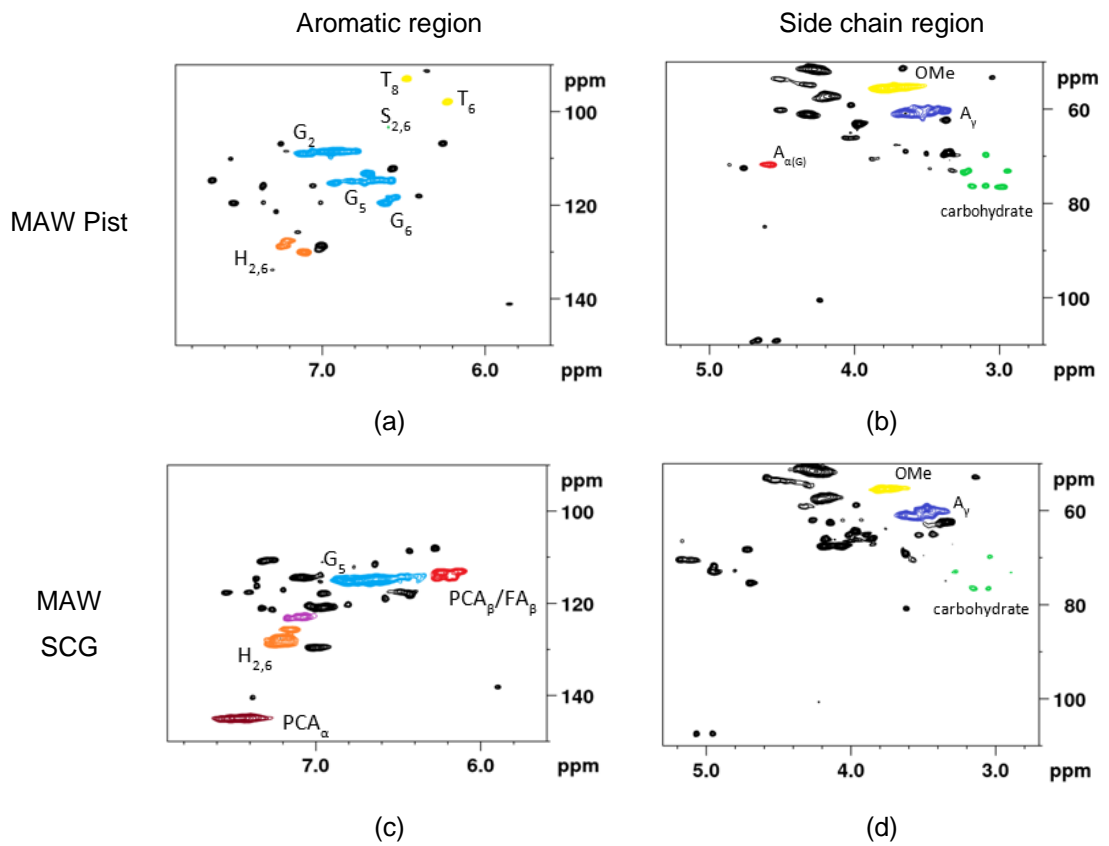 Aromatic region
Side chain region
MAW Pist
T₈
T₆
S₂,₆
G₂
G₅
G₆
H₂,₆
ppm
100
120
140
7.0
6.0
ppm
(a)
OMe
Aᵧ
Aα(G)
carbohydrate
ppm
60
80
100
5.0
4.0
3.0
ppm
(b)
MAW
SCG
G₅
PCAᵦ/FAᵦ
H₂,₆
PCAα
ppm
100
120
140
7.0
6.0
ppm
(c)
OMe
Aᵧ
carbohydrate
ppm
60
80
100
5.0
4.0
3.0
ppm
(d)